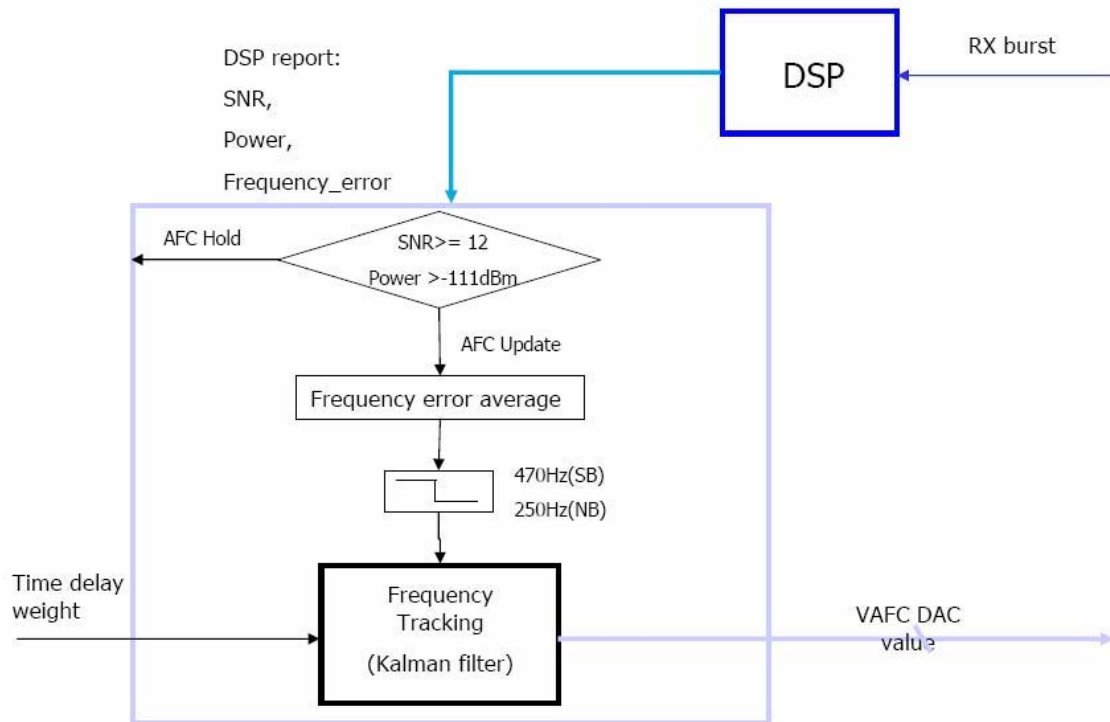 DSP report:
SNR,
Power,
Frequency_error
DSP
RX burst
AFC Hold
SNR>= 12
Power >-111dBm
AFC Update
Frequency error average
470Hz(SB)
250Hz(NB)
Time delay
weight
Frequency
Tracking
(Kalman filter)
VAFC DAC
value